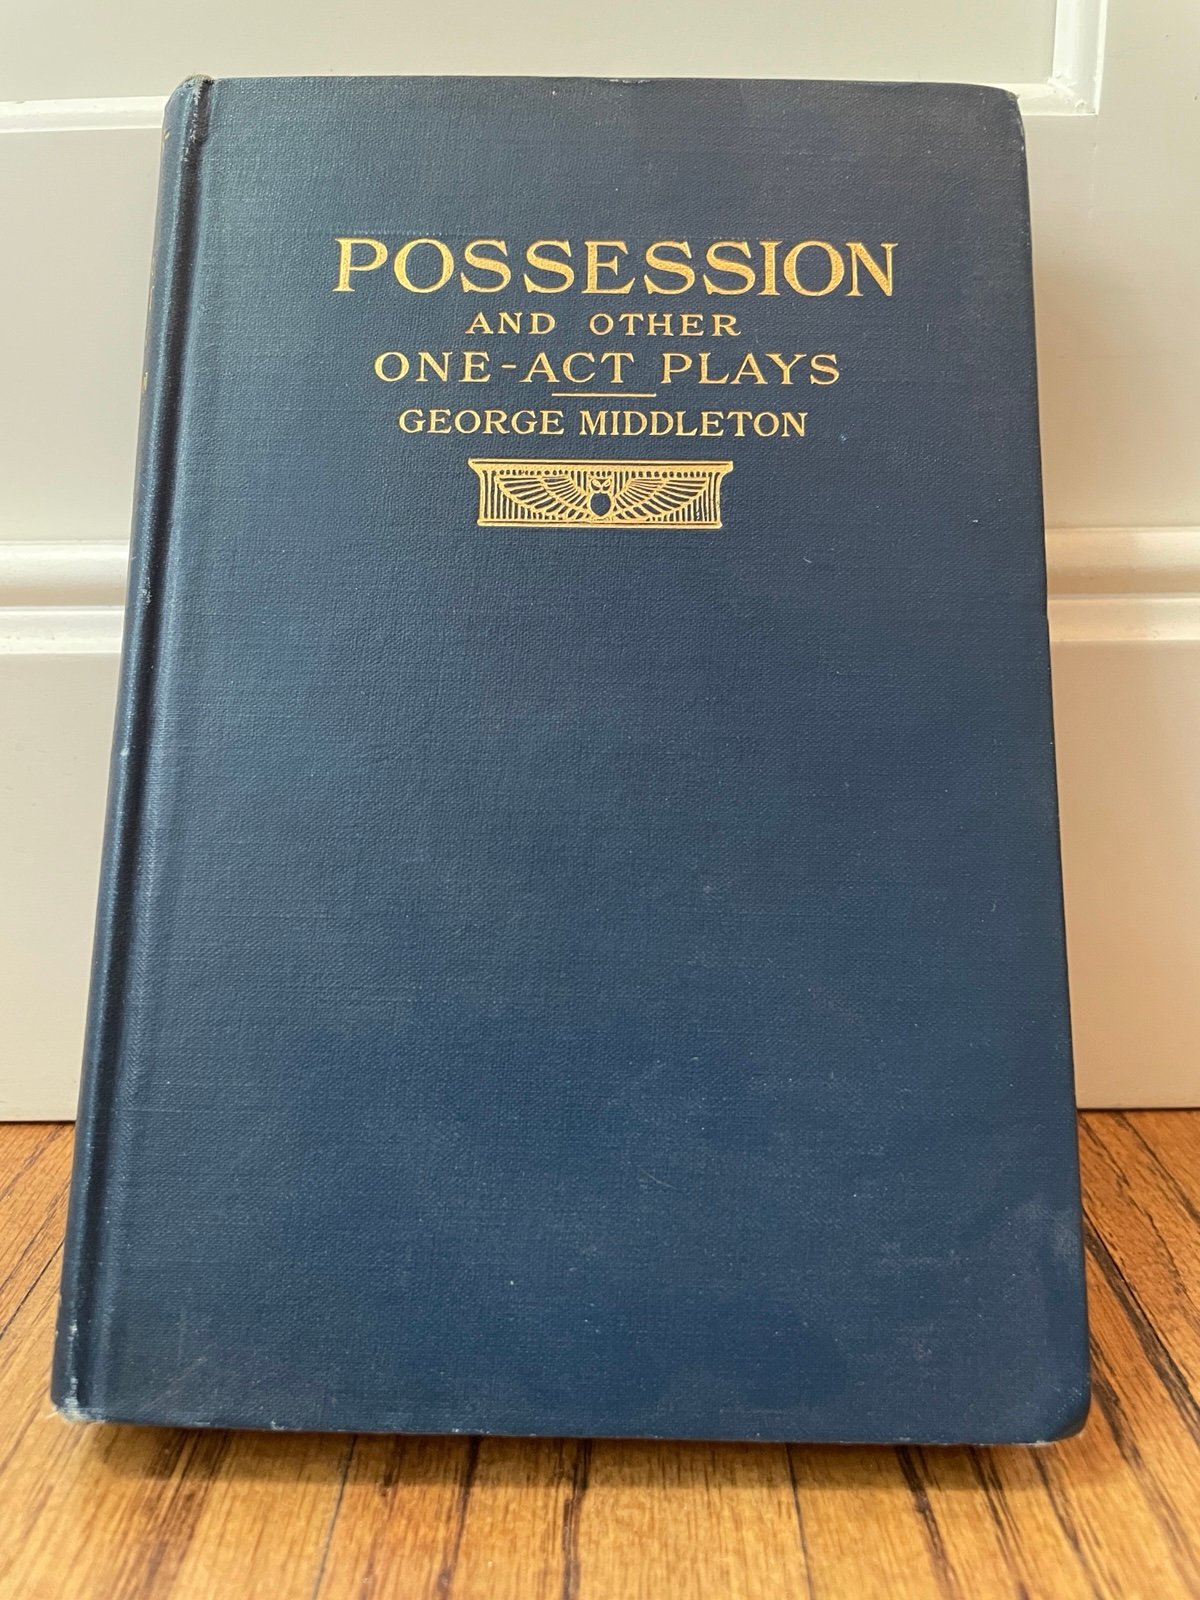 POSSESSION
AND OTHER
ONE-ACT PLAYS
GEORGE MIDDLETON